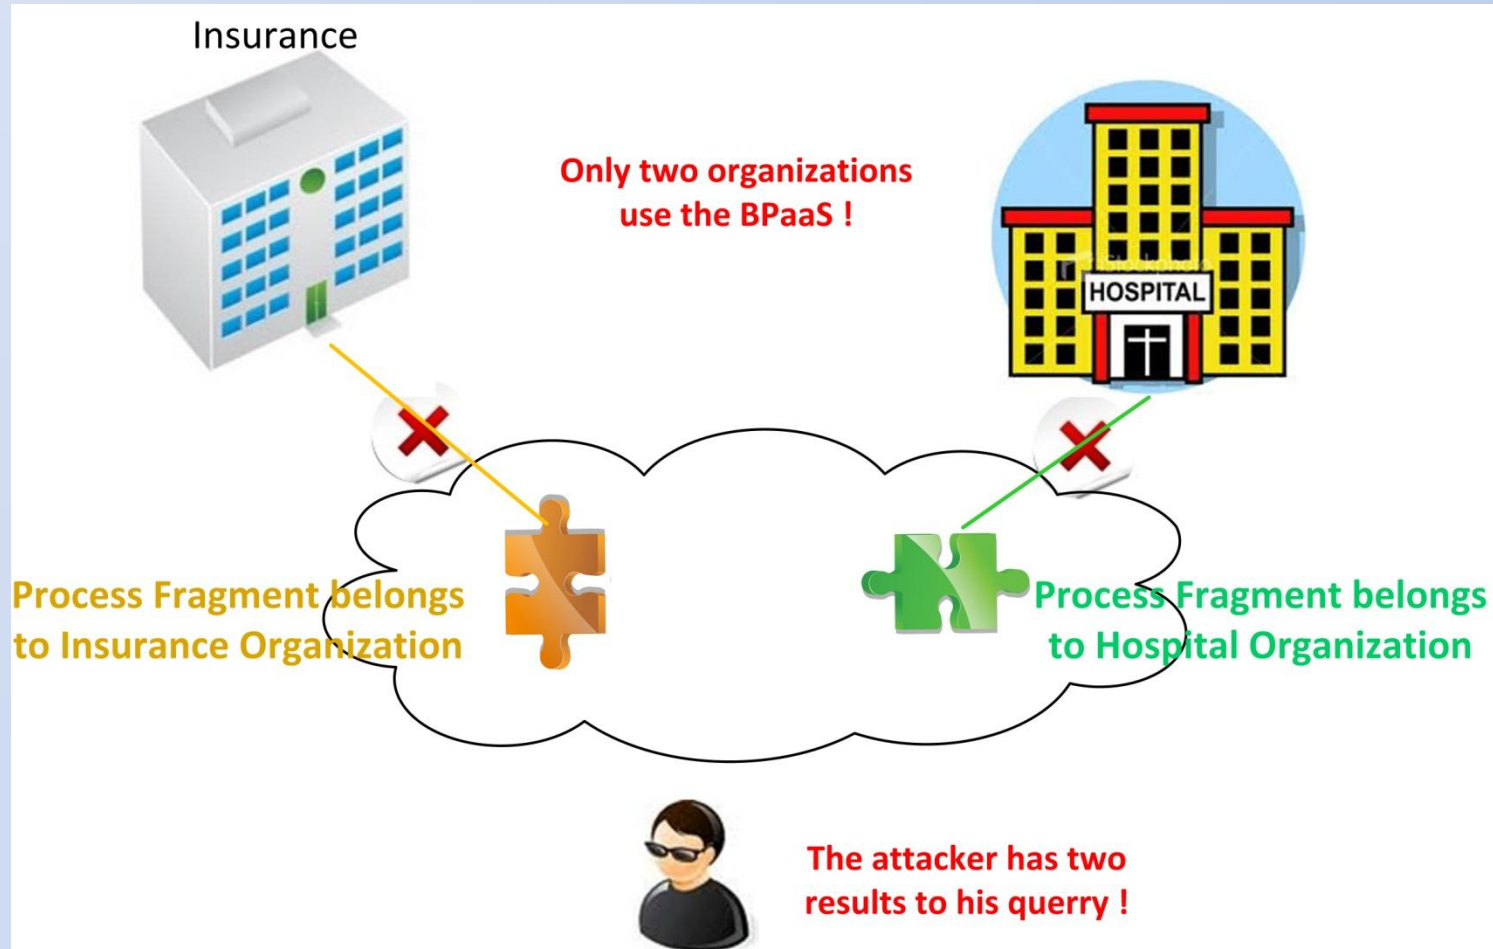 Insurance
Only two organizations
use the BPaaS !
iStockphoto
HOSPITAL
Process Fragment belongs
to Insurance Organization
Process Fragment belongs
to Hospital Organization
The attacker has two
results to his querry !